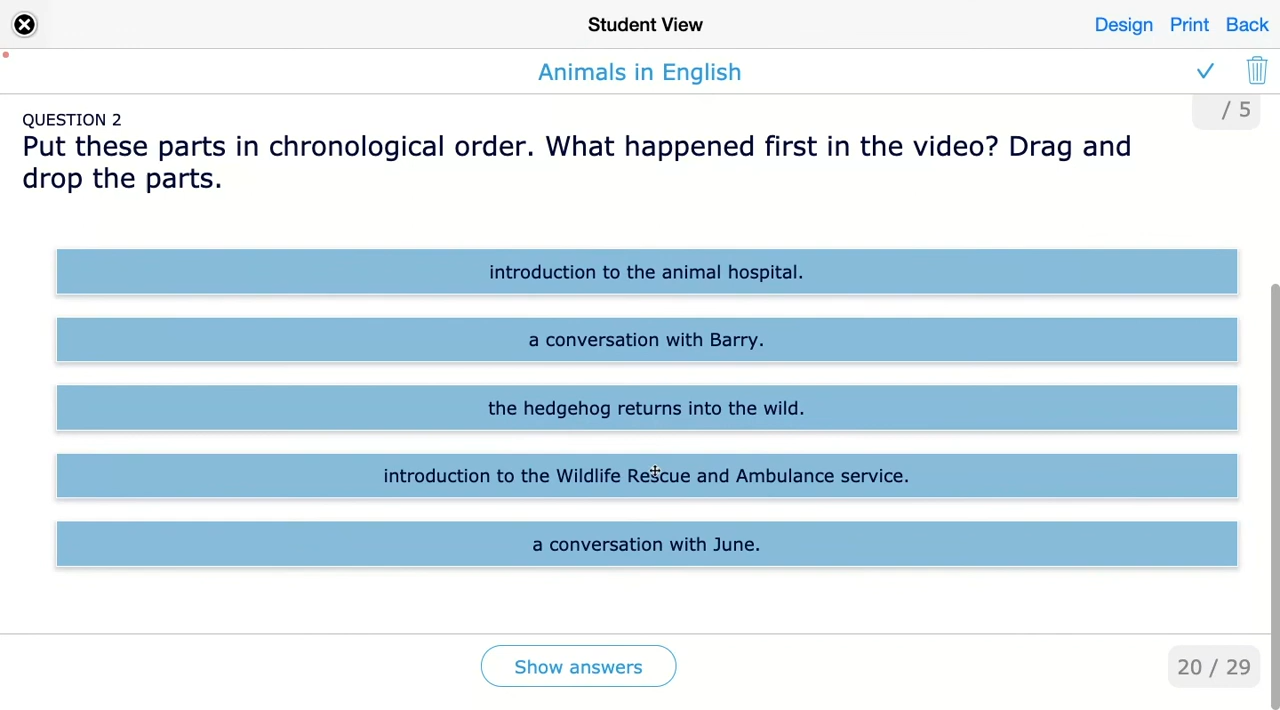 Student View
Design Print Back
Animals in English
QUESTION 2
/ 5
Put these parts in chronological order. What happened first in the video? Drag and
drop the parts.
introduction to the animal hospital.
a conversation with Barry.
the hedgehog returns into the wild.
introduction to the Wildlife Rescue and Ambulance service.
a conversation with June.
Show answers
20 / 29